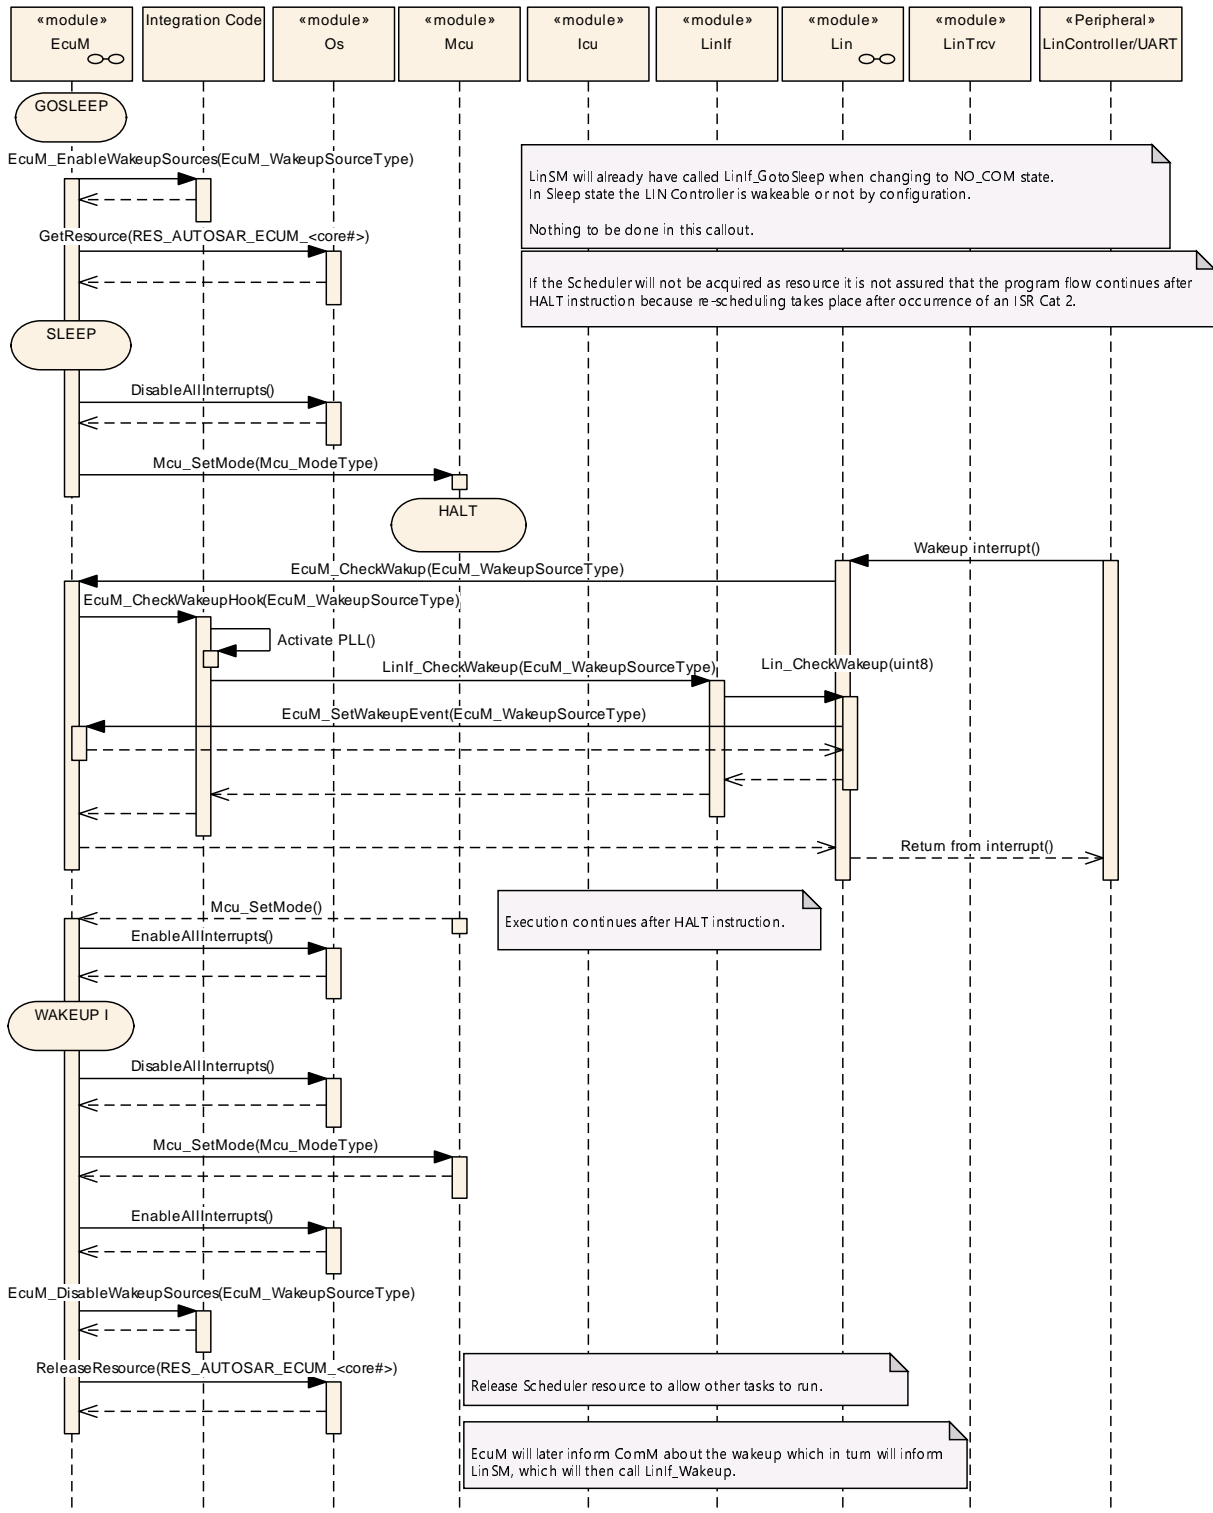 «module»
EcuM
Integration Code
«module»
Os
«module»
Mcu
«module»
Icu
«module»
LinIf
«module»
Lin
«module»
LinTrcv
«Peripheral»
LinController/UART
GOSLEEP
EcuM_EnableWakeupSources(EcuM_WakeupSourceType)
LinSM will already have called LinIf_GotoSleep when changing to NO_COM state.
In Sleep state the LIN Controller is wakeable or not by configuration.
Nothing to be done in this callout.
GetResource(RES_AUTOSAR_ECUM_<core#>)
If the Scheduler will not be acquired as resource it is not assured that the program flow continues after
HALT instruction because re-scheduling takes place after occurrence of an ISR Cat 2.
SLEEP
DisableAllInterrupts()
Mcu_SetMode(Mcu_ModeType)
HALT
Wakeup interrupt()
EcuM_CheckWakup(EcuM_WakeupSourceType)
EcuM_CheckWakeupHook(EcuM_WakeupSourceType)
Activate PLL()
LinIf_CheckWakeup(EcuM_WakeupSourceType)
Lin_CheckWakeup(uint8)
EcuM_SetWakeupEvent(EcuM_WakeupSourceType)
Return from interrupt()
Mcu_SetMode()
Execution continues after HALT instruction.
EnableAllInterrupts()
WAKEUP I
DisableAllInterrupts()
Mcu_SetMode(Mcu_ModeType)
EnableAllInterrupts()
EcuM_DisableWakeupSources(EcuM_WakeupSourceType)
ReleaseResource(RES_AUTOSAR_ECUM_<core#>)
Release Scheduler resource to allow other tasks to run.
EcuM will later inform ComM about the wakeup which in turn will inform
LinSM, which will then call LinIf_Wakeup.